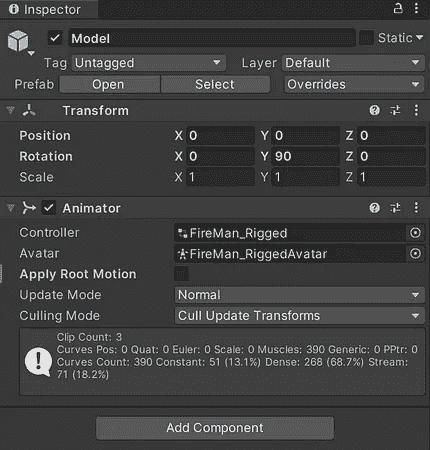 Inspector
Model
Static
Tag Untagged Layer Default
Prefab Open Select Overrides
Transform
Position X 0 Y 0 Z 0
Rotation X 0 Y 90 Z 0
Scale X 1 Y 1 Z 1
Animator
Controller FireMan_Rigged
Avatar FireMan_RiggedAvatar
Apply Root Motion
Update Mode Normal
Culling Mode Cull Update Transforms
Clip Count: 3
Curves Pos: 0 Quat: 0 Euler: 0 Scale: 0 Muscles: 390 Generic: 0 PPtr: 0
Curves Count: 390 Constant: 51 (13.1%) Dense: 268 (68.7%) Stream:
71 (18.2%)
Add Component